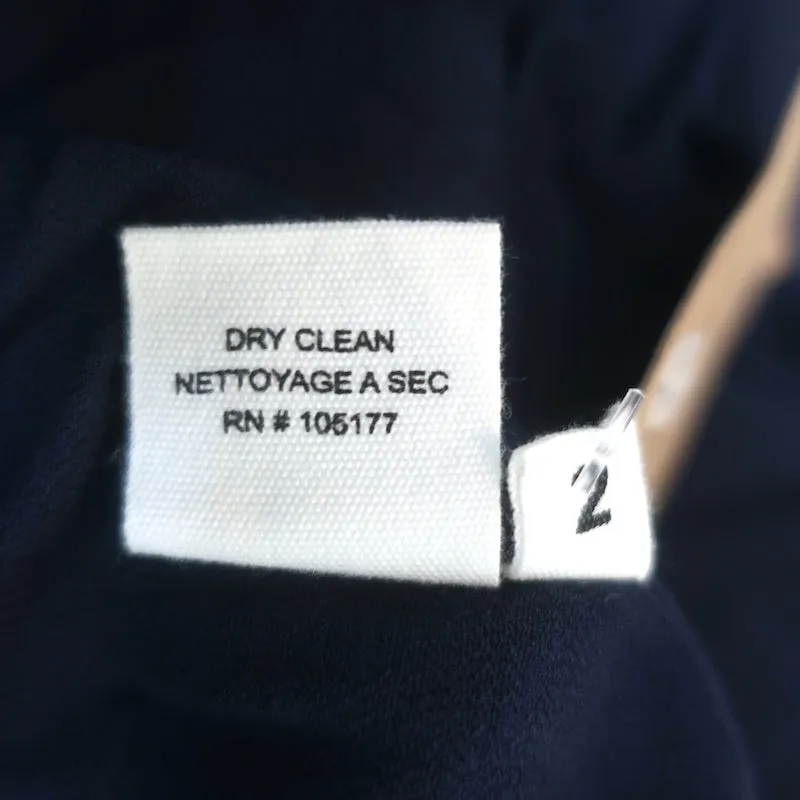 DRY CLEAN
NETTOYAGE A SEC
RN # 105177
2